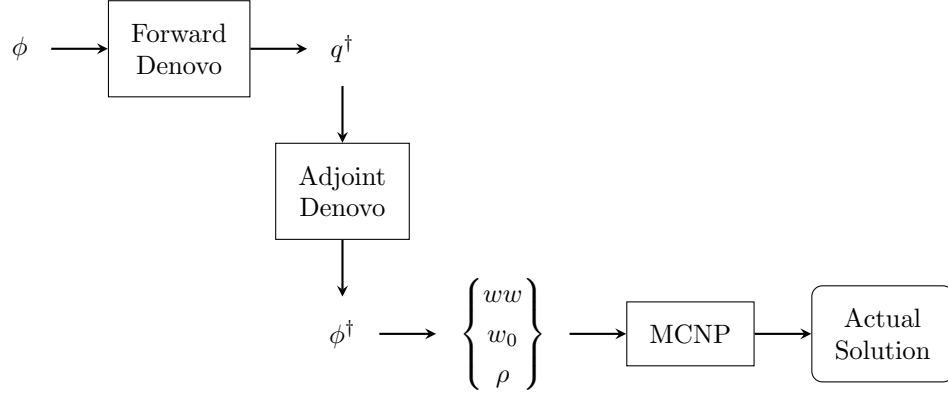 ϕ
Forward
Denovo
q†
Adjoint
Denovo
ϕ†
ww
w₀
ρ
MCNP
Actual
Solution